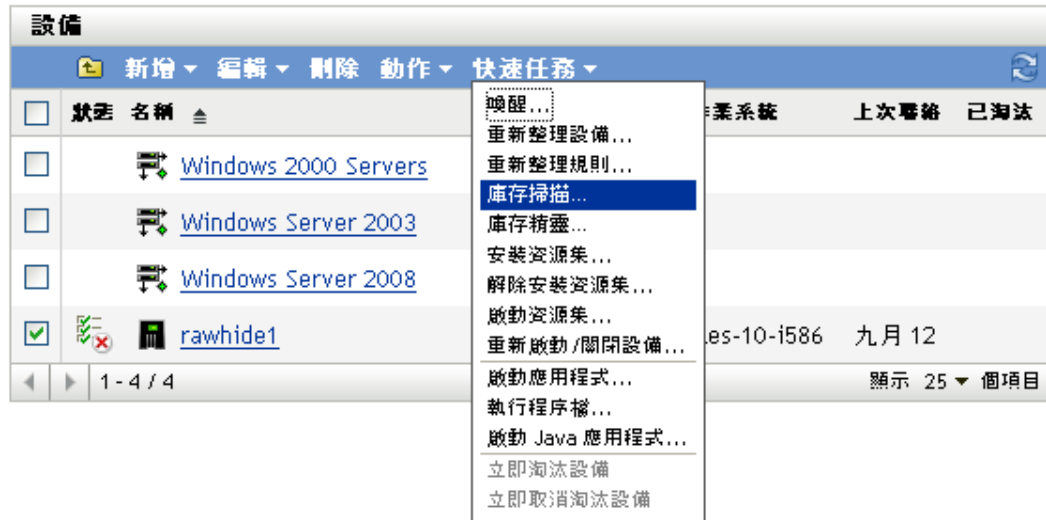 設備
新增 編輯 刪除 動作 快速任務
狀態 名稱 業系統 上次聯絡 已淘汰
Windows 2000 Servers
Windows Server 2003
Windows Server 2008
rawhide1 les-10-i586 九月 12
1 - 4 / 4 顯示 25 個項目
喚醒...
重新整理設備...
重新整理規則...
庫存掃描...
庫存精靈...
安裝資源集...
解除安裝資源集...
啟動資源集...
重新啟動/關閉設備...
啟動應用程式...
執行程序檔...
啟動 Java 應用程式...
立即淘汰設備
立即取消淘汰設備